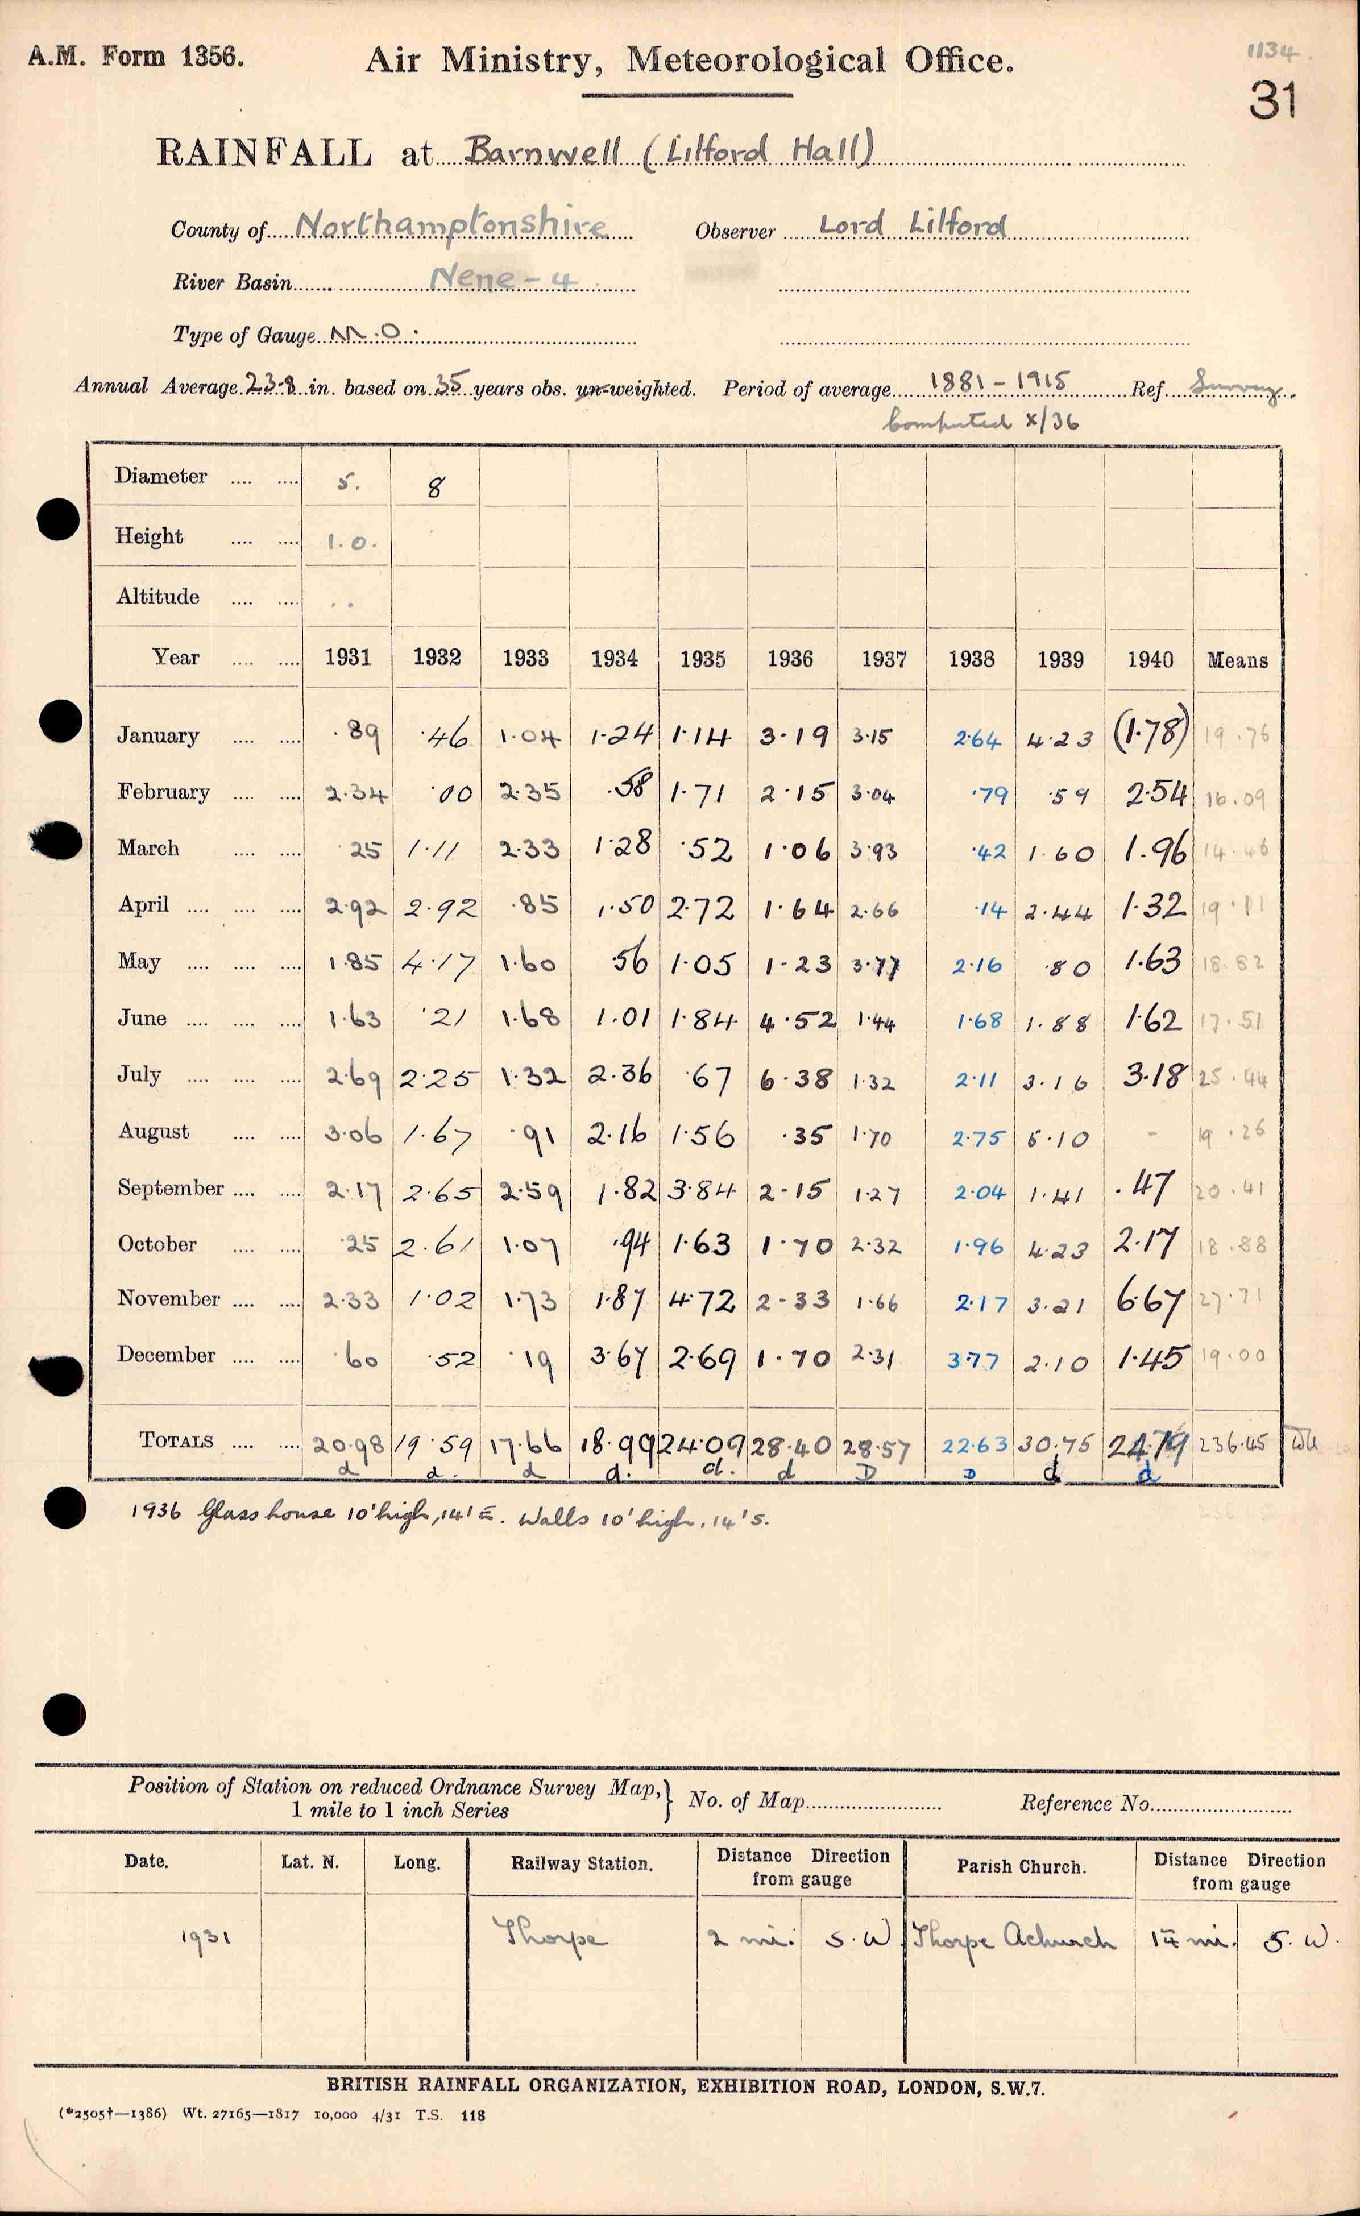 1134
A.M. Form 1356. Air Ministry, Meteorological Office.
31
RAINFALL at Barnwell (Lilford Hall)
County of Northamptonshire Observer Lord Lilford
River Basin Nene - 4
Type of Gauge M.O.
Annual Average 23.8 in. based on 35 years obs. un-weighted. Period of average 1881-1915 Ref. Survey
Computed X/36
Diameter .... .... 5. 8
Height .... .... 1.0.
Altitude .... .... ..
Year .... .... 1931 1932 1933 1934 1935 1936 1937 1938 1939 1940 Means
January .... .... .89 .46 1.04 1.24 1.14 3.19 3.15 2.64 4.23 (1.78) 19.76
February .... .... 2.34 .00 2.35 .58 1.71 2.15 3.04 .79 .59 2.54 16.09
March .... .... .25 1.11 2.33 1.28 .52 1.06 3.93 .42 1.60 1.96 14.46
April .... .... .... 2.92 2.92 .85 1.50 2.72 1.64 2.66 .14 2.44 1.32 19.11
May .... .... .... 1.85 4.17 1.60 .56 1.05 1.23 3.77 2.16 .80 1.63 18.82
June .... .... .... 1.63 .21 1.68 1.01 1.84 4.52 1.44 1.68 1.88 1.62 17.51
July .... .... .... 2.69 2.25 1.32 2.36 .67 6.38 1.32 2.11 3.16 3.18 25.44
August .... .... 3.06 1.67 .91 2.16 1.56 .35 1.70 2.75 5.10 - 19.26
September .... .... 2.17 2.65 2.59 1.82 3.84 2.15 1.27 2.04 1.41 .47 20.41
October .... .... .25 2.61 1.07 .94 1.63 1.70 2.32 1.96 4.23 2.17 18.88
November .... .... 2.33 1.02 1.73 1.87 4.72 2.33 1.66 2.17 3.21 6.67 27.71
December .... .... .60 .52 .19 3.67 2.69 1.70 2.31 3.77 2.10 1.45 19.00
TOTALS .... .... 20.98 19.59 17.66 18.99 24.09 28.40 28.57 22.63 30.75 24.79 236.45
d d. d d. d. d D D d d
1936 Glass house 10' high, 14' E. Walls 10' high, 14' S.
Position of Station on reduced Ordnance Survey Map,} No. of Map Reference No.
1 mile to 1 inch Series
Date. Lat. N. Long. Railway Station. Distance Direction from gauge Parish Church. Distance Direction from gauge
1931 Thorpe 2 mi. S.W. Thorpe Achurch 1¼ mi. S.W.
BRITISH RAINFALL ORGANIZATION, EXHIBITION ROAD, LONDON, S.W.7.
(*2505†—1386) Wt. 27165—1817 10,000 4/31 T.S. 118